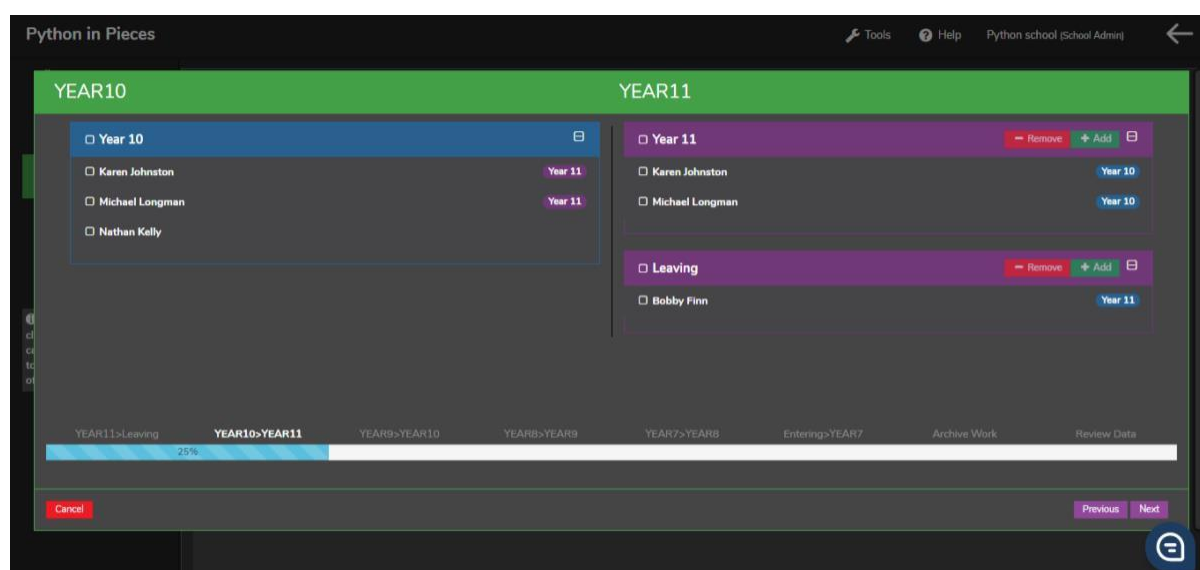 Python in Pieces
Tools
Help
Python school (School Admin)
YEAR10
YEAR11
Year 10
Karen Johnston Year 11
Michael Longman Year 11
Nathan Kelly
Year 11 Remove Add
Karen Johnston Year 10
Michael Longman Year 10
Leaving Remove Add
Bobby Finn Year 11
YEAR11>Leaving
YEAR10>YEAR11
YEAR9>YEAR10
YEAR8>YEAR9
YEAR7>YEAR8
Entering>YEAR7
Archive Work
Review Data
25%
Cancel
Previous
Next